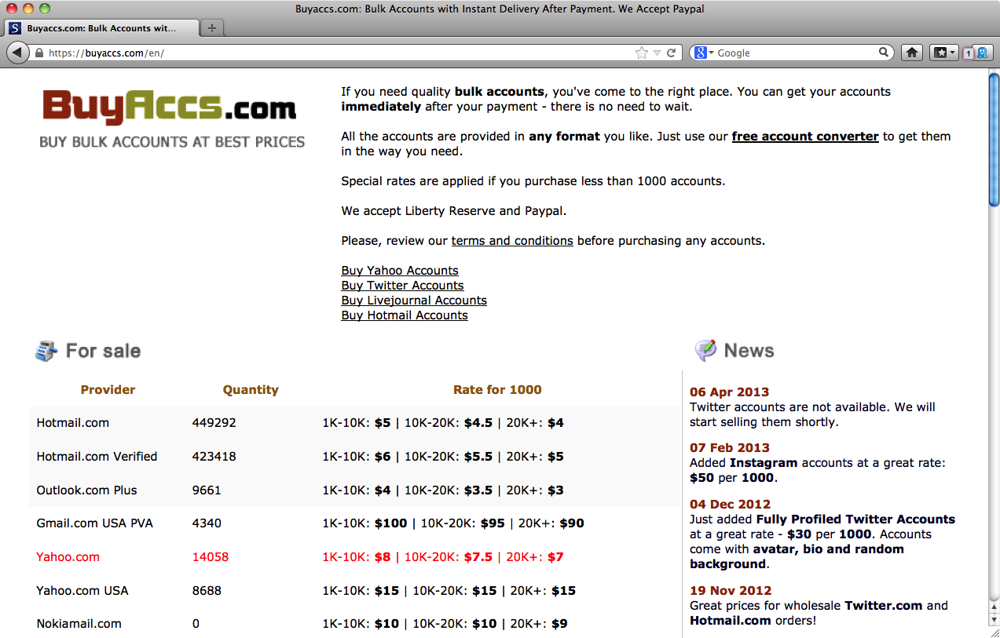 Buyaccs.com: Bulk Accounts with Instant Delivery After Payment. We Accept Paypal
S Buyaccs.com: Bulk Accounts wit... +
https://buyaccs.com/en/ 8 Google 1
BuyAccs.com
BUY BULK ACCOUNTS AT BEST PRICES
If you need quality bulk accounts, you've come to the right place. You can get your accounts
immediately after your payment - there is no need to wait.
All the accounts are provided in any format you like. Just use our free account converter to get them
in the way you need.
Special rates are applied if you purchase less than 1000 accounts.
We accept Liberty Reserve and Paypal.
Please, review our terms and conditions before purchasing any accounts.
Buy Yahoo Accounts
Buy Twitter Accounts
Buy Livejournal Accounts
Buy Hotmail Accounts
For sale
Provider Quantity Rate for 1000
Hotmail.com 449292 1K-10K: $5 | 10K-20K: $4.5 | 20K+: $4
Hotmail.com Verified 423418 1K-10K: $6 | 10K-20K: $5.5 | 20K+: $5
Outlook.com Plus 9661 1K-10K: $4 | 10K-20K: $3.5 | 20K+: $3
Gmail.com USA PVA 4340 1K-10K: $100 | 10K-20K: $95 | 20K+: $90
Yahoo.com 14058 1K-10K: $8 | 10K-20K: $7.5 | 20K+: $7
Yahoo.com USA 8688 1K-10K: $15 | 10K-20K: $15 | 20K+: $15
Nokiamail.com 0 1K-10K: $10 | 10K-20K: $10 | 20K+: $9
News
06 Apr 2013
Twitter accounts are not available. We will
start selling them shortly.
07 Feb 2013
Added Instagram accounts at a great rate:
$50 per 1000.
04 Dec 2012
Just added Fully Profiled Twitter Accounts
at a great rate - $30 per 1000. Accounts
come with avatar, bio and random
background.
19 Nov 2012
Great prices for wholesale Twitter.com and
Hotmail.com orders!